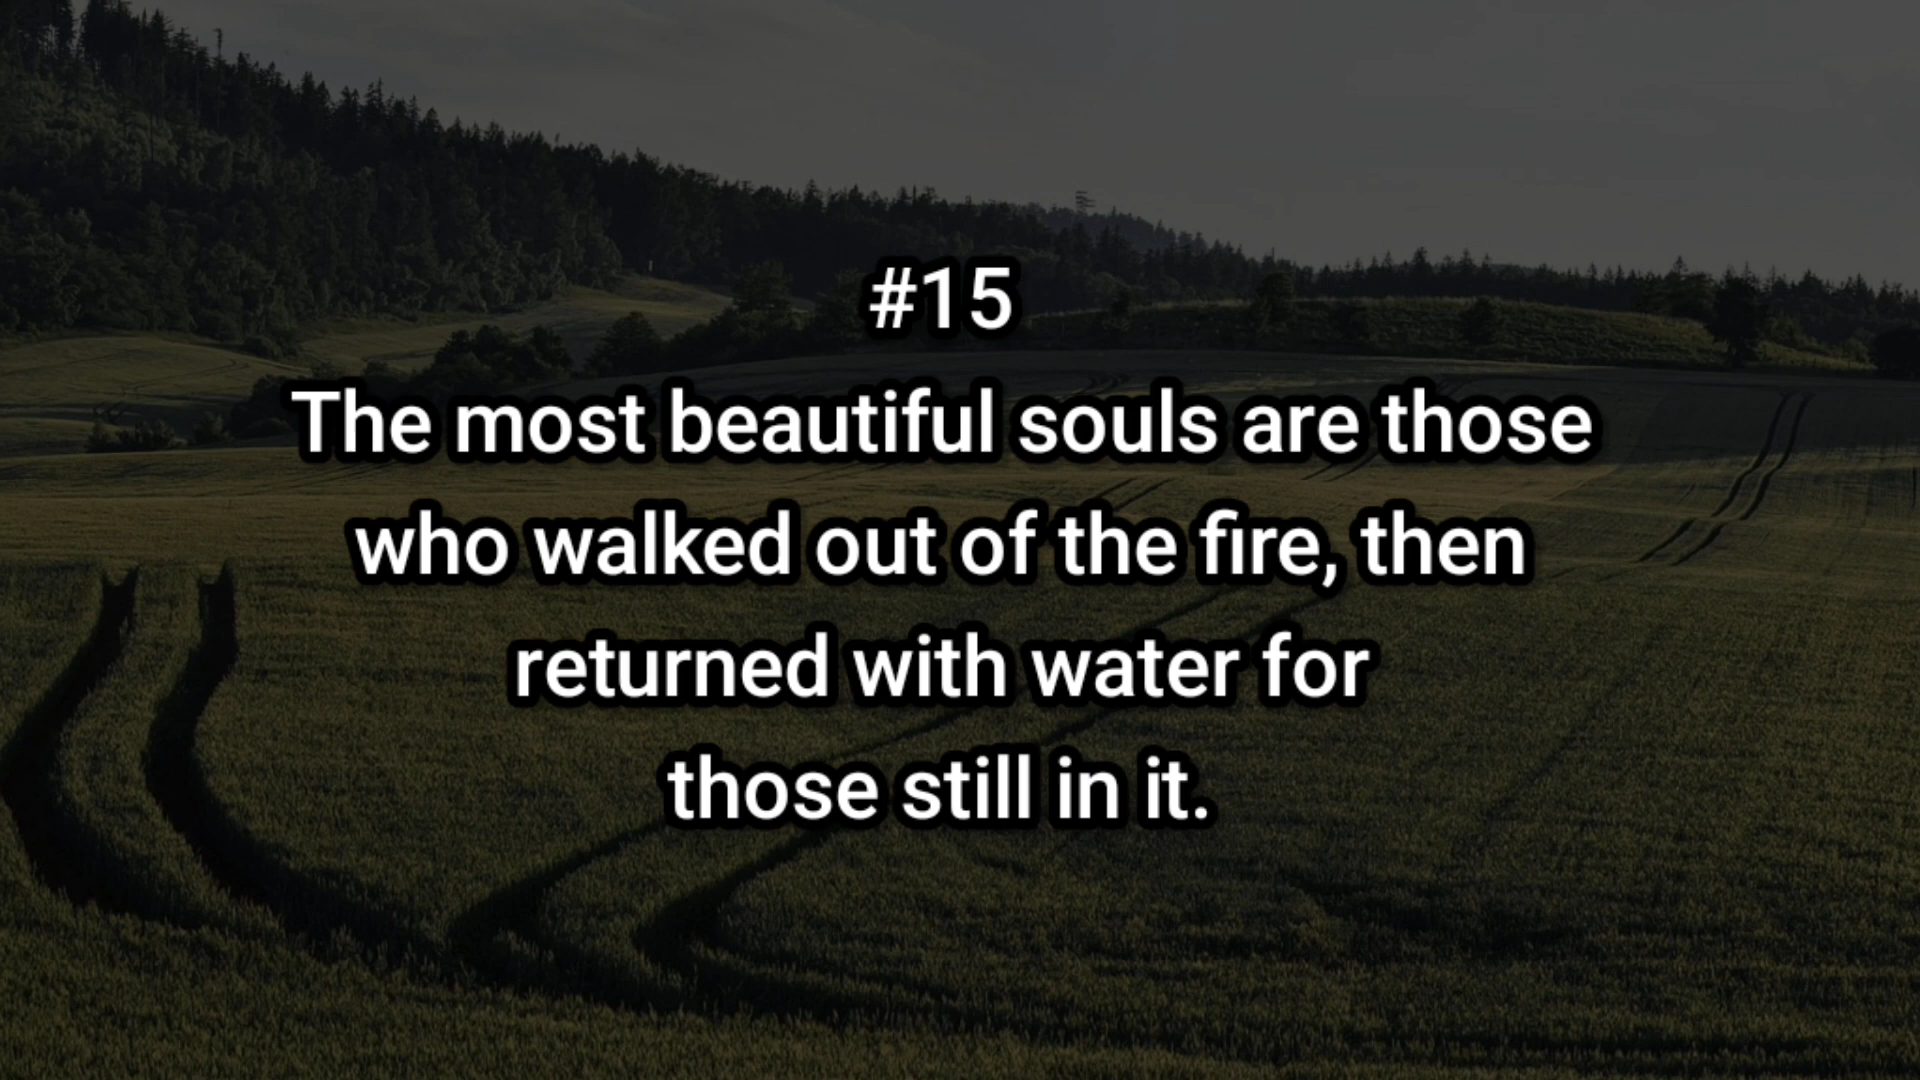 #15
The most beautiful souls are those
who walked out of the fire, then
returned with water for
those still in it.